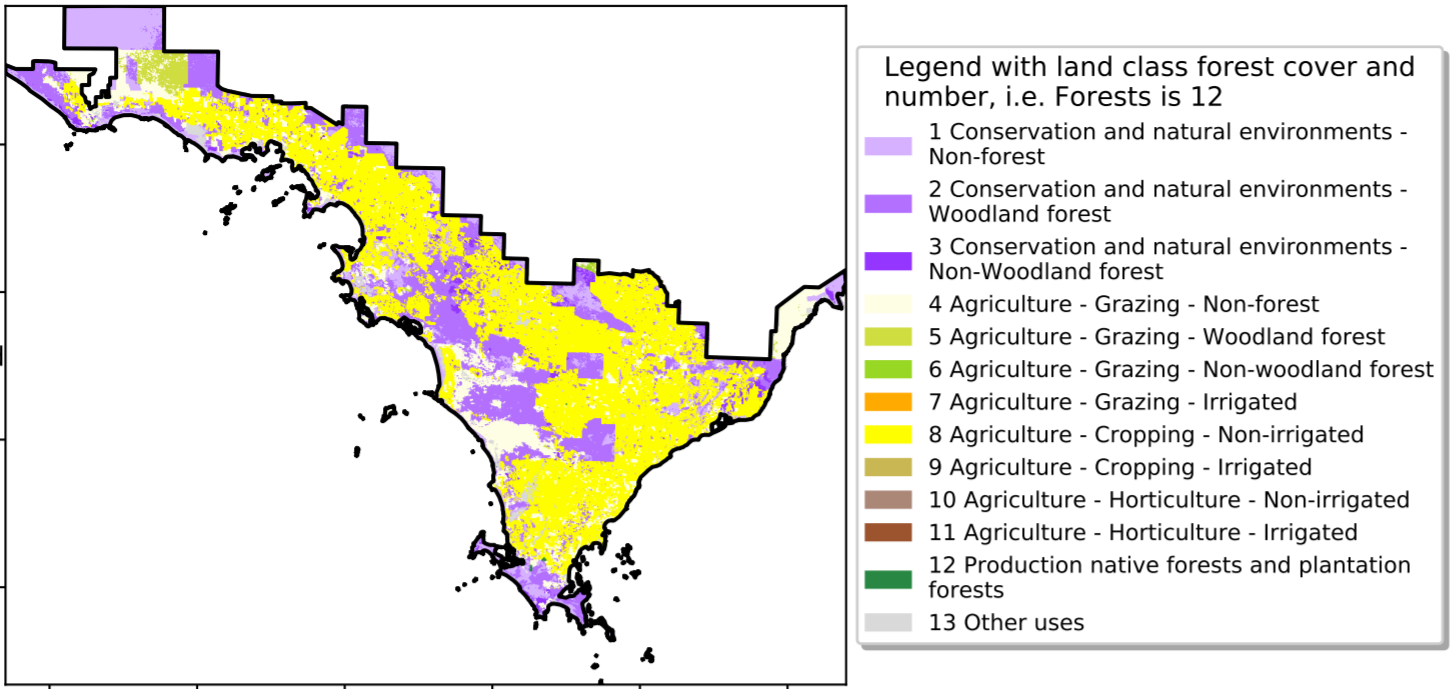 Legend with land class forest cover and
number, i.e. Forests is 12
1 Conservation and natural environments -
Non-forest
2 Conservation and natural environments -
Woodland forest
3 Conservation and natural environments -
Non-Woodland forest
4 Agriculture - Grazing - Non-forest
5 Agriculture - Grazing - Woodland forest
6 Agriculture - Grazing - Non-woodland forest
7 Agriculture - Grazing - Irrigated
8 Agriculture - Cropping - Non-irrigated
9 Agriculture - Cropping - Irrigated
10 Agriculture - Horticulture - Non-irrigated
11 Agriculture - Horticulture - Irrigated
12 Production native forests and plantation
forests
13 Other uses